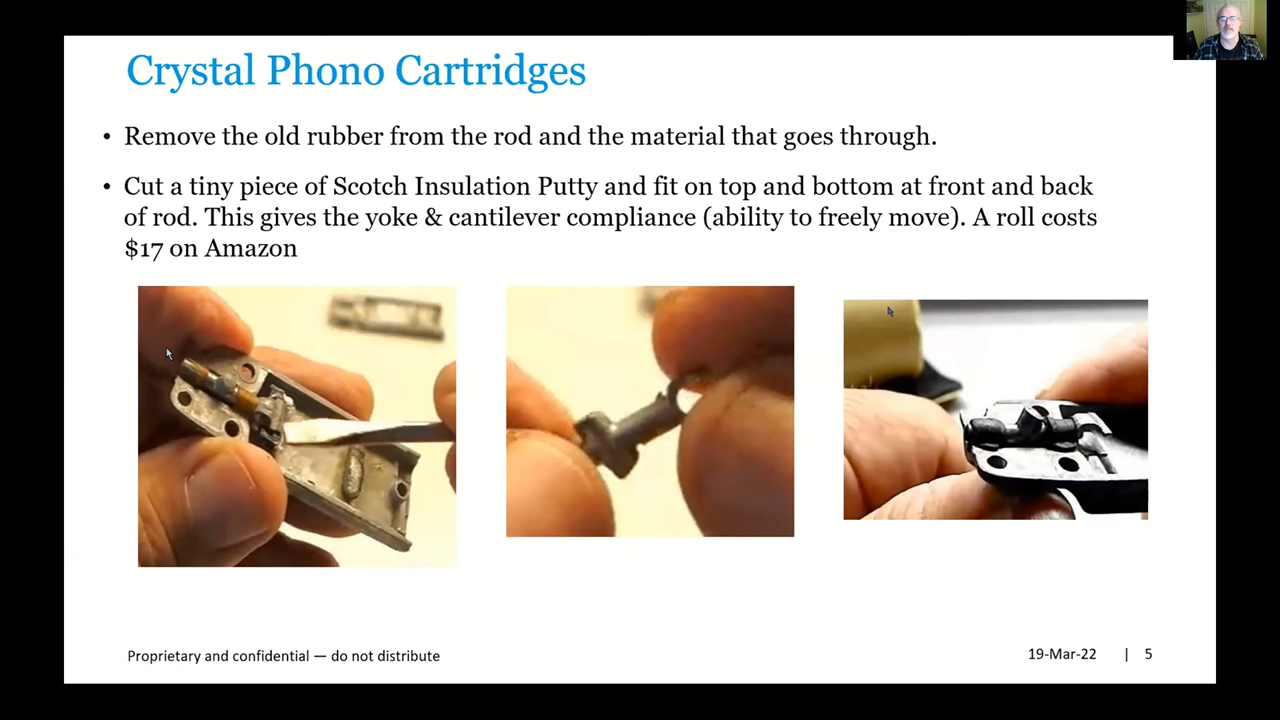 Crystal Phono Cartridges
• Remove the old rubber from the rod and the material that goes through.
• Cut a tiny piece of Scotch Insulation Putty and fit on top and bottom at front and back
of rod. This gives the yoke & cantilever compliance (ability to freely move). A roll costs
$17 on Amazon
Proprietary and confidential — do not distribute
19-Mar-22 | 5